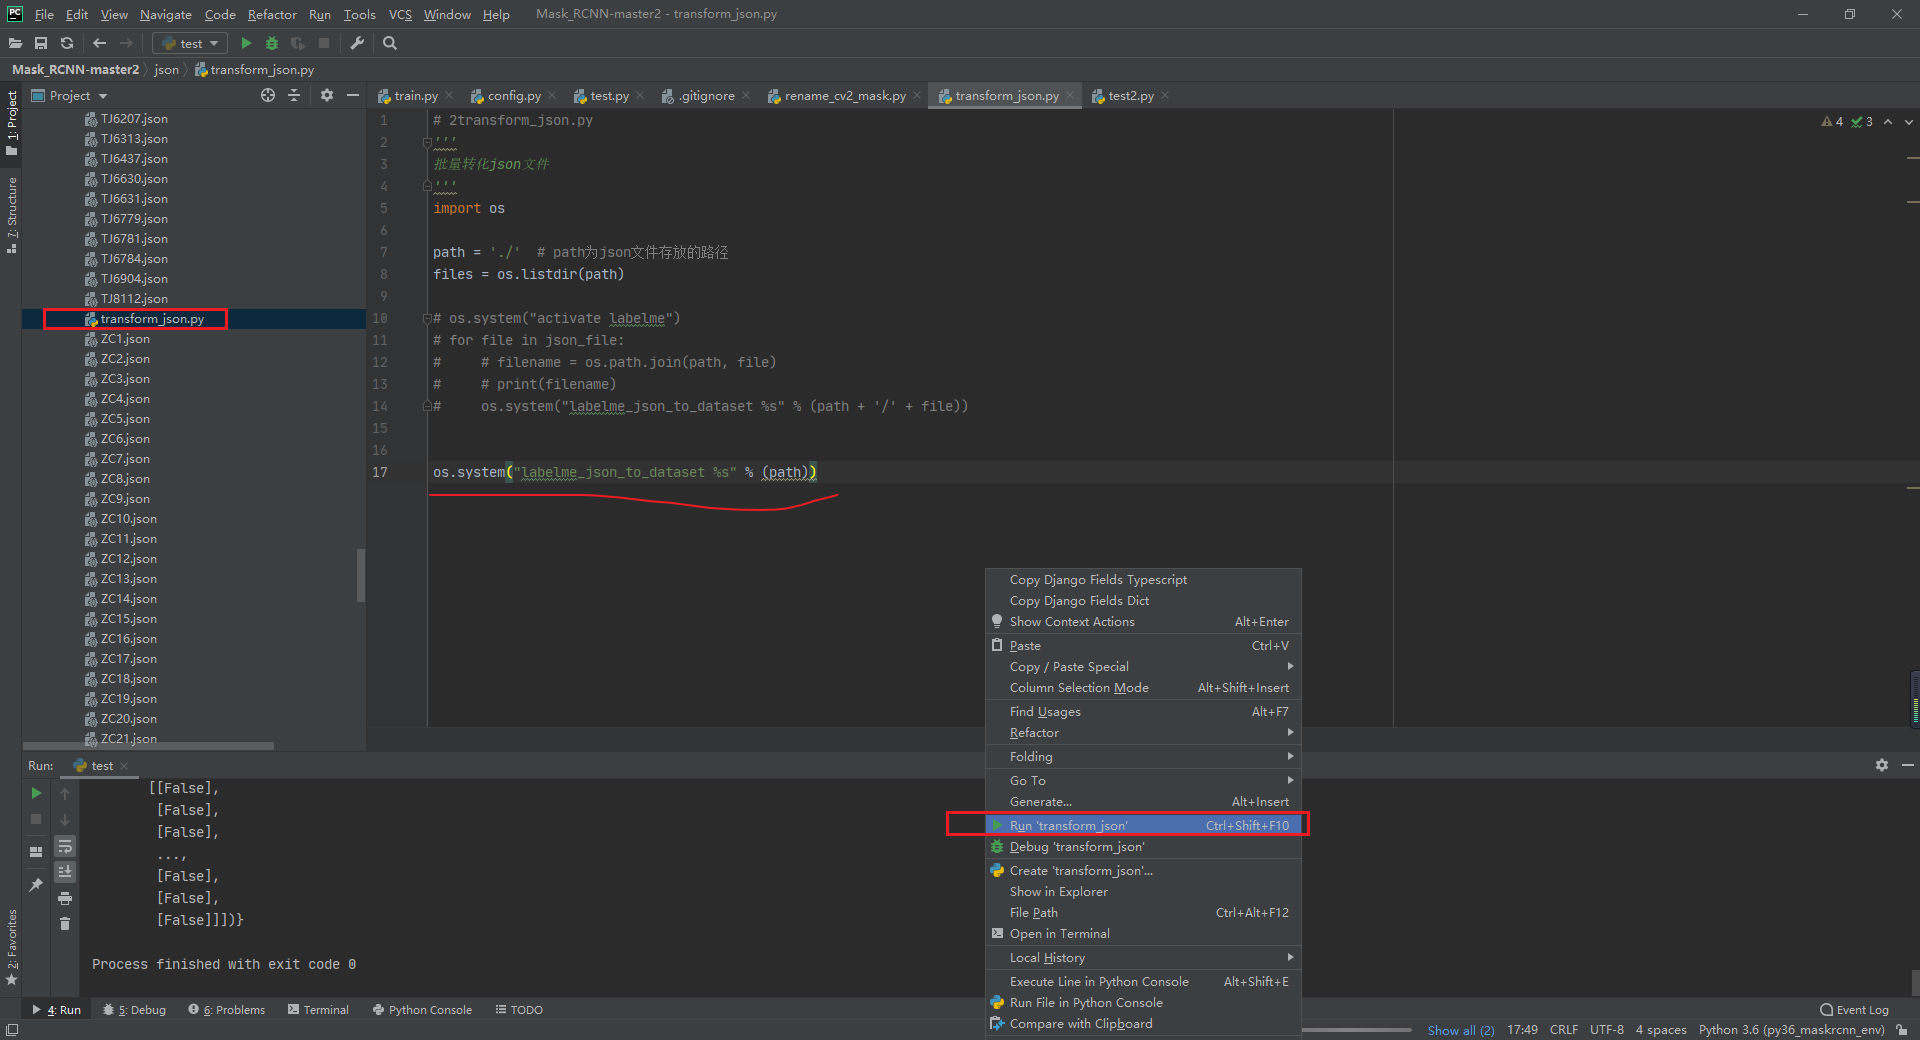 PC File Edit View Navigate Code Refactor Run Tools VCS Window Help Mask_RCNN-master2 - transform_json.py
test
Mask_RCNN-master2 json transform_json.py
Project
train.py config.py test.py .gitignore rename_cv2_mask.py transform_json.py test2.py
1: Project
7: Structure
2: Favorites
TJ6207.json
TJ6313.json
TJ6437.json
TJ6630.json
TJ6631.json
TJ6779.json
TJ6781.json
TJ6784.json
TJ6904.json
TJ8112.json
transform_json.py
ZC1.json
ZC2.json
ZC3.json
ZC4.json
ZC5.json
ZC6.json
ZC7.json
ZC8.json
ZC9.json
ZC10.json
ZC11.json
ZC12.json
ZC13.json
ZC14.json
ZC15.json
ZC16.json
ZC17.json
ZC18.json
ZC19.json
ZC20.json
ZC21.json
4 3
1 # 2transform_json.py
2 '''
3 批量转化json文件
4 '''
5 import os
6
7 path = './' # path为json文件存放的路径
8 files = os.listdir(path)
9
10 # os.system("activate labelme")
11 # for file in json_file:
12 #     # filename = os.path.join(path, file)
13 #     # print(filename)
14 #     os.system("labelme_json_to_dataset %s" % (path + '/' + file))
15
16
17 os.system("labelme_json_to_dataset %s" % (path))
Copy Django Fields Typescript
Copy Django Fields Dict
Show Context Actions Alt+Enter
Paste Ctrl+V
Copy / Paste Special
Column Selection Mode Alt+Shift+Insert
Find Usages Alt+F7
Refactor
Folding
Go To
Generate... Alt+Insert
Run 'transform_json' Ctrl+Shift+F10
Debug 'transform_json'
Create 'transform_json'...
Show in Explorer
File Path Ctrl+Alt+F12
Open in Terminal
Local History
Execute Line in Python Console Alt+Shift+E
Run File in Python Console
Compare with Clipboard
Run: test
[[False],
[False],
[False],
...,
[False],
[False],
[False]]])}
Process finished with exit code 0
4: Run 5: Debug 6: Problems Terminal Python Console TODO Event Log
Show all (2) 17:49 CRLF UTF-8 4 spaces Python 3.6 (py36_maskrcnn_env)